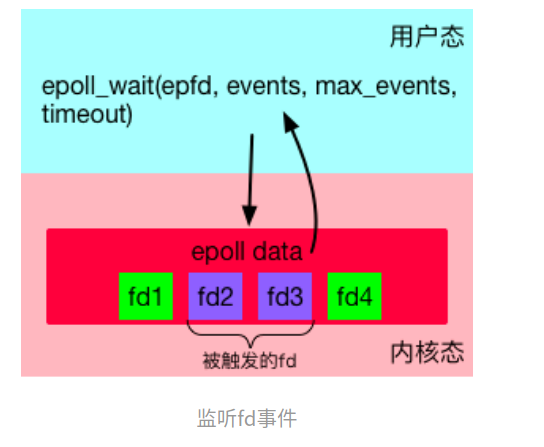 用户态
epoll_wait(epfd, events, max_events,
timeout)
epoll data
fd1 fd2 fd3 fd4
被触发的fd
内核态
监听fd事件